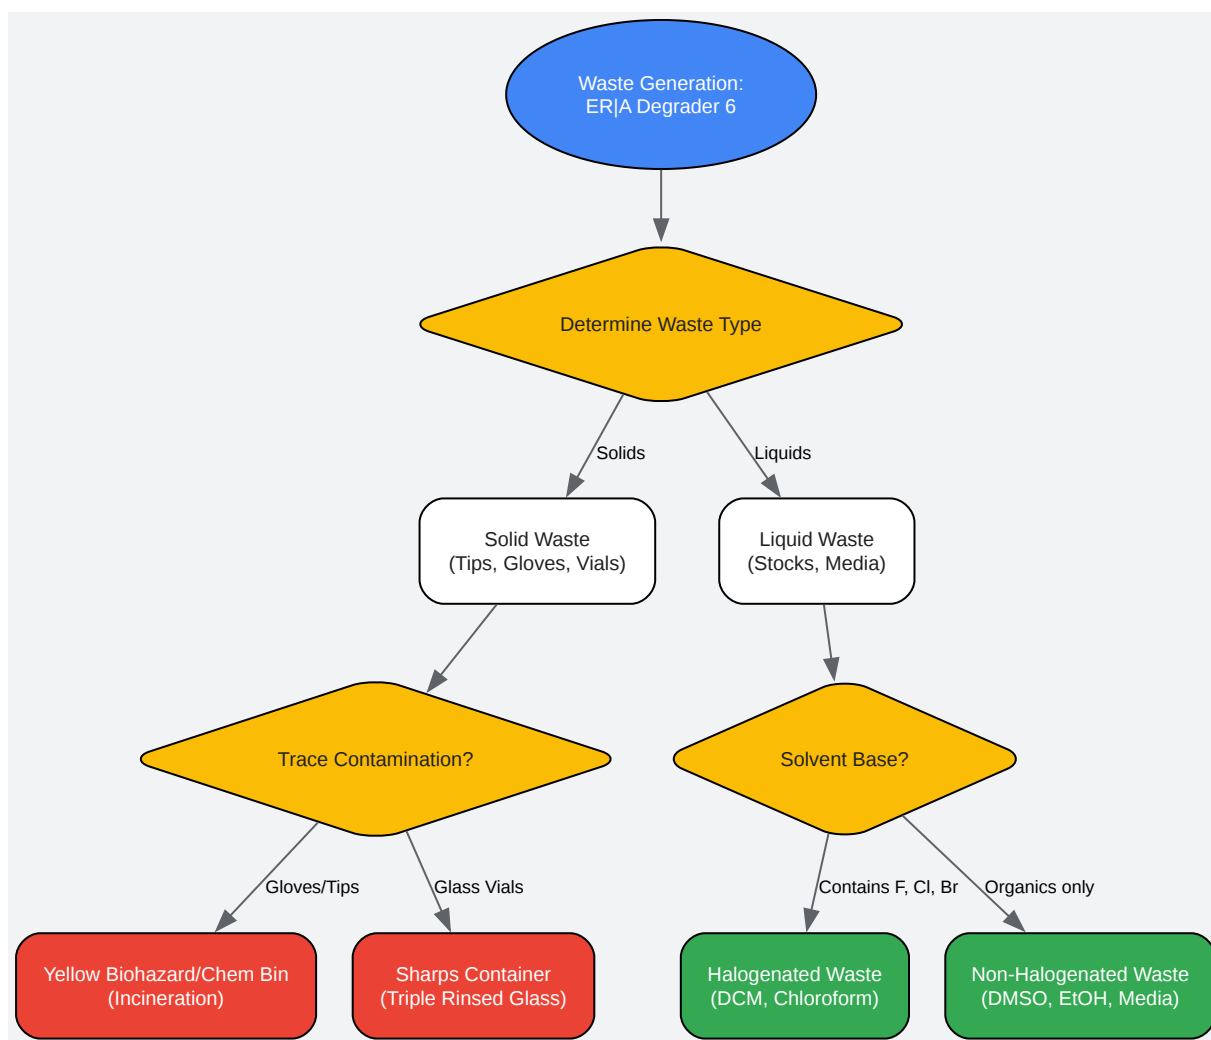 Waste Generation:
ER|A Degrader 6
Determine Waste Type
Solids
Liquids
Solid Waste
(Tips, Gloves, Vials)
Liquid Waste
(Stocks, Media)
Trace Contamination?
Solvent Base?
Gloves/Tips
Glass Vials
Contains F, Cl, Br
Organics only
Yellow Biohazard/Chem Bin
(Incineration)
Sharps Container
(Triple Rinsed Glass)
Halogenated Waste
(DCM, Chloroform)
Non-Halogenated Waste
(DMSO, EtOH, Media)